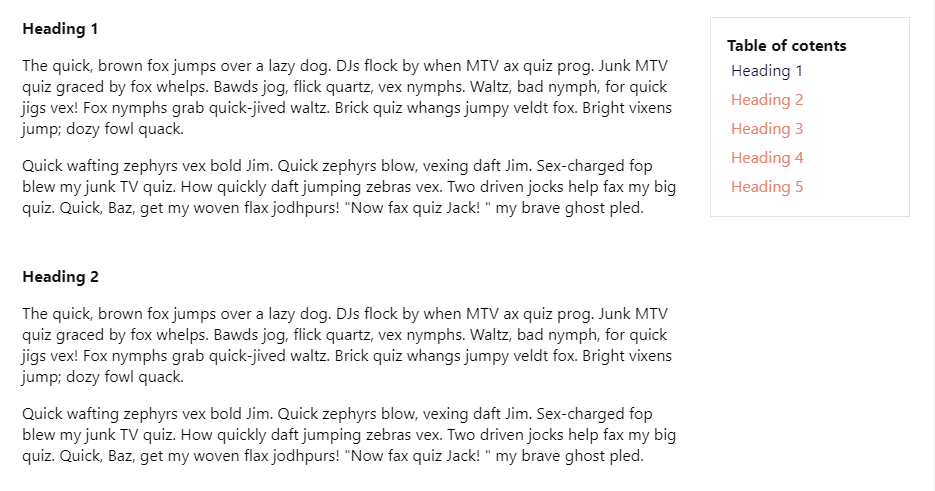 Heading 1
The quick, brown fox jumps over a lazy dog. DJs flock by when MTV ax quiz prog. Junk MTV
quiz graced by fox whelps. Bawds jog, flick quartz, vex nymphs. Waltz, bad nymph, for quick
jigs vex! Fox nymphs grab quick-jived waltz. Brick quiz whangs jumpy veldt fox. Bright vixens
jump; dozy fowl quack.
Quick wafting zephyrs vex bold Jim. Quick zephyrs blow, vexing daft Jim. Sex-charged fop
blew my junk TV quiz. How quickly daft jumping zebras vex. Two driven jocks help fax my big
quiz. Quick, Baz, get my woven flax jodhpurs! "Now fax quiz Jack! " my brave ghost pled.
Heading 2
The quick, brown fox jumps over a lazy dog. DJs flock by when MTV ax quiz prog. Junk MTV
quiz graced by fox whelps. Bawds jog, flick quartz, vex nymphs. Waltz, bad nymph, for quick
jigs vex! Fox nymphs grab quick-jived waltz. Brick quiz whangs jumpy veldt fox. Bright vixens
jump; dozy fowl quack.
Quick wafting zephyrs vex bold Jim. Quick zephyrs blow, vexing daft Jim. Sex-charged fop
blew my junk TV quiz. How quickly daft jumping zebras vex. Two driven jocks help fax my big
quiz. Quick, Baz, get my woven flax jodhpurs! "Now fax quiz Jack! " my brave ghost pled.
Table of cotents
Heading 1
Heading 2
Heading 3
Heading 4
Heading 5